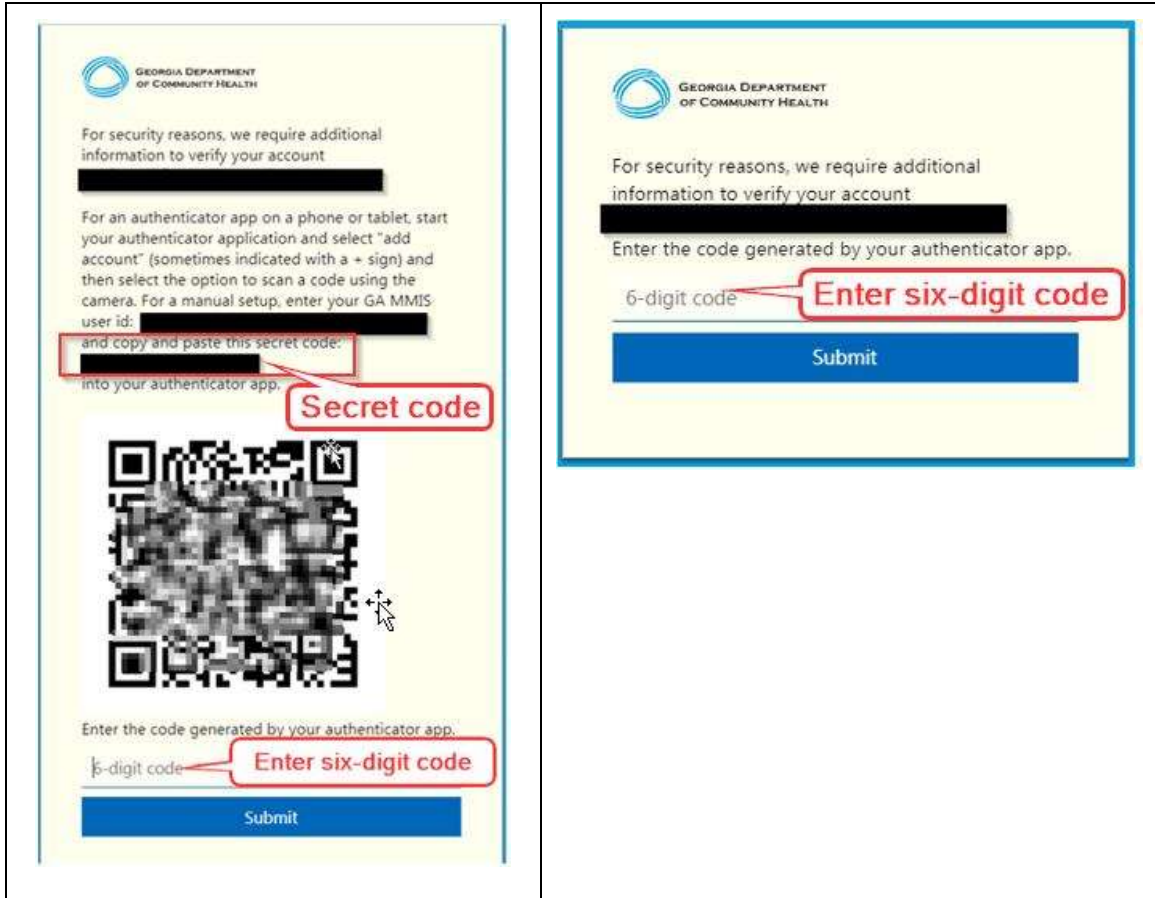 GEORGIA DEPARTMENT
OF COMMUNITY HEALTH
For security reasons, we require additional
information to verify your account
For an authenticator app on a phone or tablet, start
your authenticator application and select "add
account" (sometimes indicated with a + sign) and
then select the option to scan a code using the
camera. For a manual setup, enter your GA MMIS
user id:
and copy and paste this secret code:
into your authenticator app.
Secret code
Enter the code generated by your authenticator app.
6-digit code
Enter six-digit code
Submit
GEORGIA DEPARTMENT
OF COMMUNITY HEALTH
For security reasons, we require additional
information to verify your account
Enter the code generated by your authenticator app.
6-digit code
Enter six-digit code
Submit